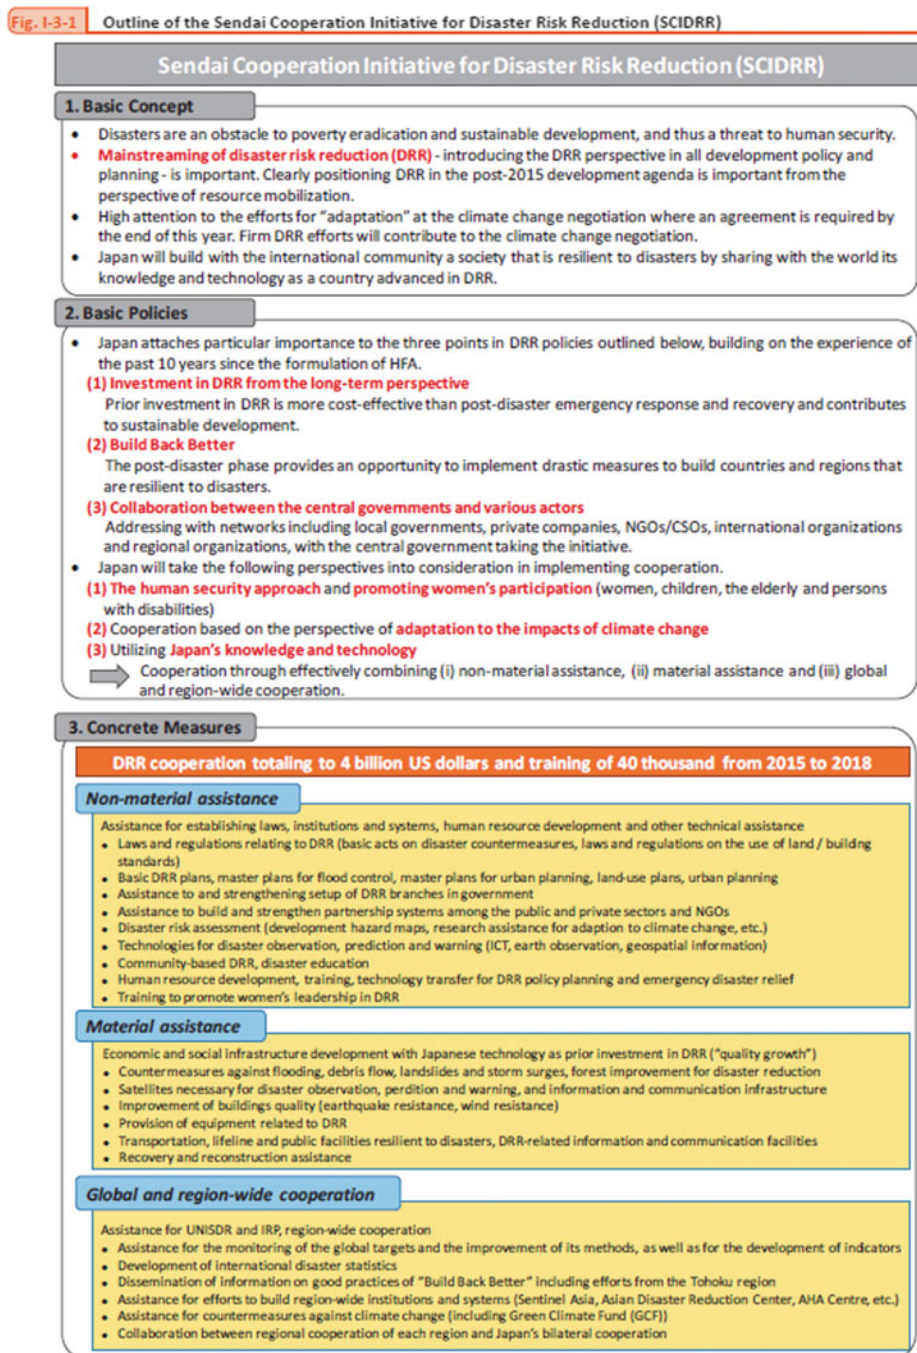 Fig. I-3-1 Outline of the Sendai Cooperation Initiative for Disaster Risk Reduction (SCIDRR)
Sendai Cooperation Initiative for Disaster Risk Reduction (SCIDRR)
1. Basic Concept
• Disasters are an obstacle to poverty eradication and sustainable development, and thus a threat to human security.
• Mainstreaming of disaster risk reduction (DRR) - introducing the DRR perspective in all development policy and
planning - is important. Clearly positioning DRR in the post-2015 development agenda is important from the
perspective of resource mobilization.
• High attention to the efforts for "adaptation" at the climate change negotiation where an agreement is required by
the end of this year. Firm DRR efforts will contribute to the climate change negotiation.
• Japan will build with the international community a society that is resilient to disasters by sharing with the world its
knowledge and technology as a country advanced in DRR.
2. Basic Policies
• Japan attaches particular importance to the three points in DRR policies outlined below, building on the experience of
the past 10 years since the formulation of HFA.
(1) Investment in DRR from the long-term perspective
Prior investment in DRR is more cost-effective than post-disaster emergency response and recovery and contributes
to sustainable development.
(2) Build Back Better
The post-disaster phase provides an opportunity to implement drastic measures to build countries and regions that
are resilient to disasters.
(3) Collaboration between the central governments and various actors
Addressing with networks including local governments, private companies, NGOs/CSOs, international organizations
and regional organizations, with the central government taking the initiative.
• Japan will take the following perspectives into consideration in implementing cooperation.
(1) The human security approach and promoting women's participation (women, children, the elderly and persons
with disabilities)
(2) Cooperation based on the perspective of adaptation to the impacts of climate change
(3) Utilizing Japan's knowledge and technology
Cooperation through effectively combining (i) non-material assistance, (ii) material assistance and (iii) global
and region-wide cooperation.
3. Concrete Measures
DRR cooperation totaling to 4 billion US dollars and training of 40 thousand from 2015 to 2018
Non-material assistance
Assistance for establishing laws, institutions and systems, human resource development and other technical assistance
• Laws and regulations relating to DRR (basic acts on disaster countermeasures, laws and regulations on the use of land / building
standards)
• Basic DRR plans, master plans for flood control, master plans for urban planning, land-use plans, urban planning
• Assistance to and strengthening setup of DRR branches in government
• Assistance to build and strengthen partnership systems among the public and private sectors and NGOs
• Disaster risk assessment (development hazard maps, research assistance for adaption to climate change, etc.)
• Technologies for disaster observation, prediction and warning (ICT, earth observation, geospatial information)
• Community-based DRR, disaster education
• Human resource development, training, technology transfer for DRR policy planning and emergency disaster relief
• Training to promote women's leadership in DRR
Material assistance
Economic and social infrastructure development with Japanese technology as prior investment in DRR ("quality growth")
• Countermeasures against flooding, debris flow, landslides and storm surges, forest improvement for disaster reduction
• Satellites necessary for disaster observation, perdition and warning, and information and communication infrastructure
• Improvement of buildings quality (earthquake resistance, wind resistance)
• Provision of equipment related to DRR
• Transportation, lifeline and public facilities resilient to disasters, DRR-related information and communication facilities
• Recovery and reconstruction assistance
Global and region-wide cooperation
Assistance for UNISDR and IRP, region-wide cooperation
• Assistance for the monitoring of the global targets and the improvement of its methods, as well as for the development of indicators
• Development of international disaster statistics
• Dissemination of information on good practices of "Build Back Better" including efforts from the Tohoku region
• Assistance for efforts to build region-wide institutions and systems (Sentinel Asia, Asian Disaster Reduction Center, AHA Centre, etc.)
• Assistance for countermeasures against climate change (including Green Climate Fund (GCF))
• Collaboration between regional cooperation of each region and Japan's bilateral cooperation